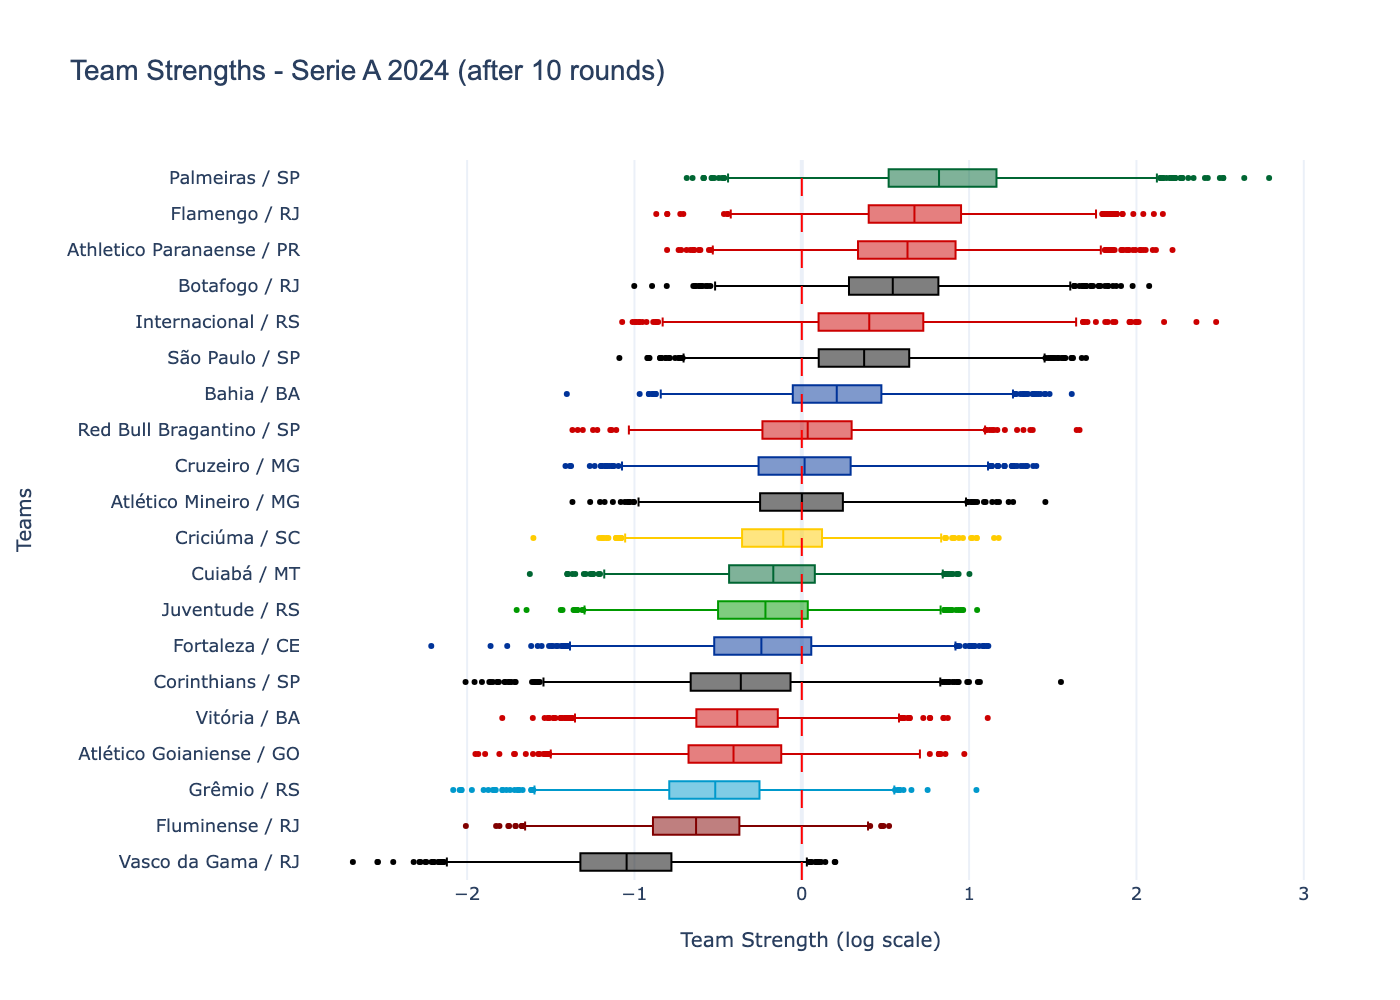 Team Strengths - Serie A 2024 (after 10 rounds)
Palmeiras / SP
Flamengo / RJ
Athletico Paranaense / PR
Botafogo / RJ
Internacional / RS
São Paulo / SP
Bahia / BA
Red Bull Bragantino / SP
Cruzeiro / MG
Atlético Mineiro / MG
Criciúma / SC
Cuiabá / MT
Juventude / RS
Fortaleza / CE
Corinthians / SP
Vitória / BA
Atlético Goianiense / GO
Grêmio / RS
Fluminense / RJ
Vasco da Gama / RJ
Teams
−2 −1 0 1 2 3
Team Strength (log scale)